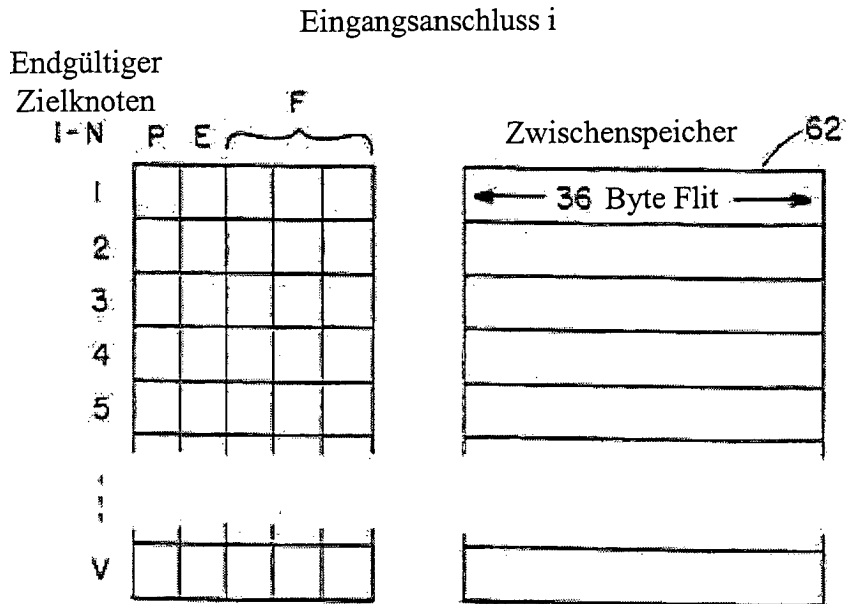 Eingangsanschluss i
Endgültiger
Zielknoten
1-N P E F
Zwischenspeicher 62
1
36 Byte Flit
2
3
4
5
V